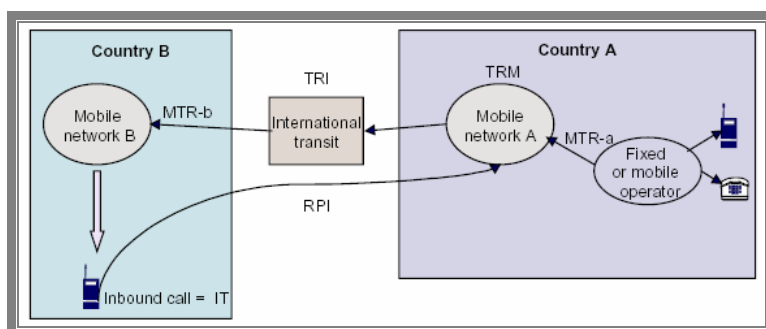 Country B
Country A
TRI
TRM
Mobile
network B
MTR-b
International
transit
Mobile
network A
MTR-a
Fixed
or mobile
operator
RPI
Inbound call = IT